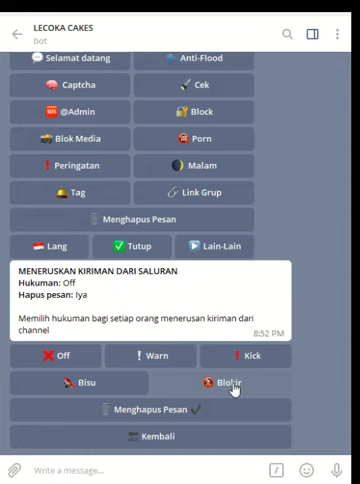 LECOKA CAKES
bot
Selamat datang
Anti-Flood
Captcha
Cek
SOS @Admin
Block
Blok Media
Porn
Peringatan
Malam
Tag
Link Grup
Menghapus Pesan
Lang
Tutup
Lain-Lain
MENERUSKAN KIRIMAN DARI SALURAN
Hukuman: Off
Hapus pesan: Iya
Memilih hukuman bagi setiap orang menerusan kiriman dari
channel
8:52 PM
Off
Warn
Kick
Bisu
Blokir
Menghapus Pesan
Kembali
Write a message...